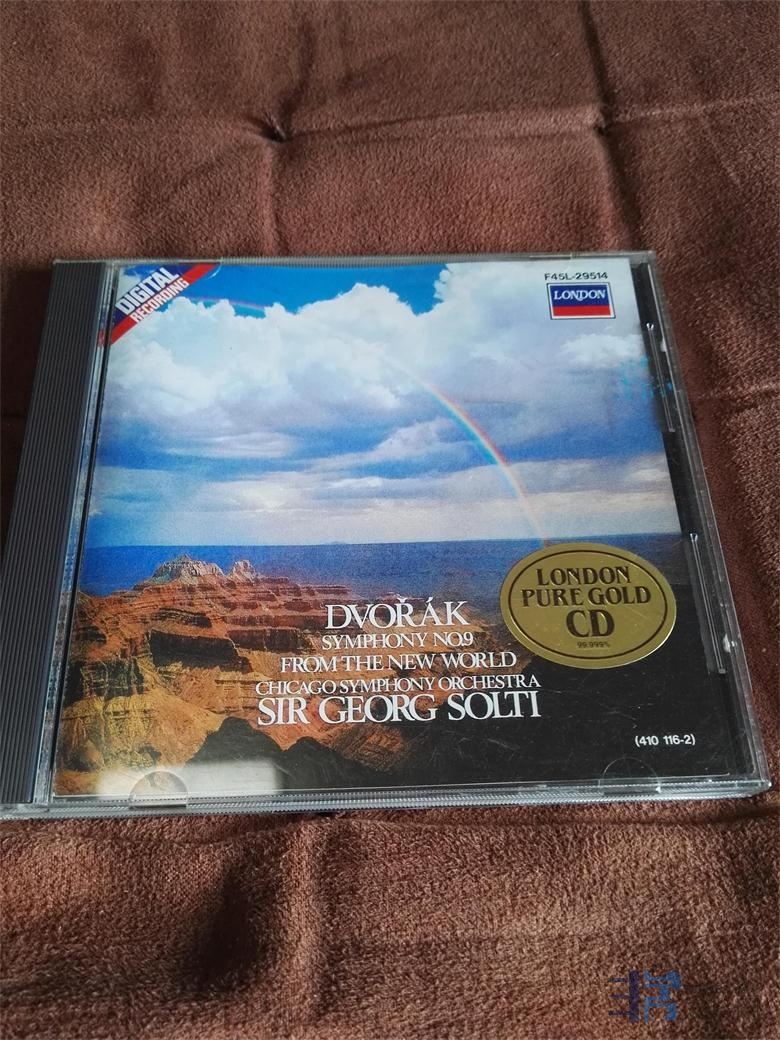 DIGITAL
RECORDING
F45L-29514
LONDON
LONDON
PURE GOLD
CD
99.999%
DVOŘÁK
SYMPHONY NO.9
FROM THE NEW WORLD
CHICAGO SYMPHONY ORCHESTRA
SIR GEORG SOLTI
(410 116-2)